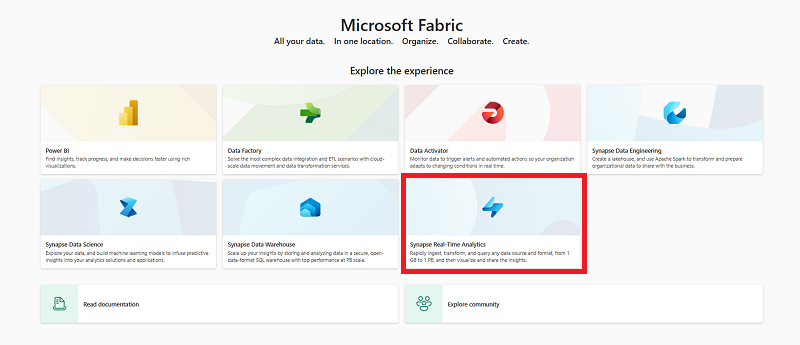 Microsoft Fabric
All your data. In one location. Organize. Collaborate. Create.
Explore the experience
Power BI
Find insights, track progress, and make decisions faster using rich
visualizations.
Data Factory
Solve the most complex data integration and ETL scenarios with cloud-
scale data movement and data transformation services.
Data Activator
Monitor data to trigger alerts and automated actions so your organization
adapts to changing conditions in real time.
Synapse Data Engineering
Create a lakehouse, and use Apache Spark to transform and prepare
organizational data to share with the business.
Synapse Data Science
Explore your data, and build machine learning models to infuse predictive
insights into your analytics solutions and applications.
Synapse Data Warehouse
Scale up your insights by storing and analyzing data in a secure, open-
data-format SQL warehouse with top performance at PB scale.
Synapse Real-Time Analytics
Rapidly ingest, transform, and query any data source and format, from 1
GB to 1 PB, and then visualize and share the insights.
Read documentation
Explore community